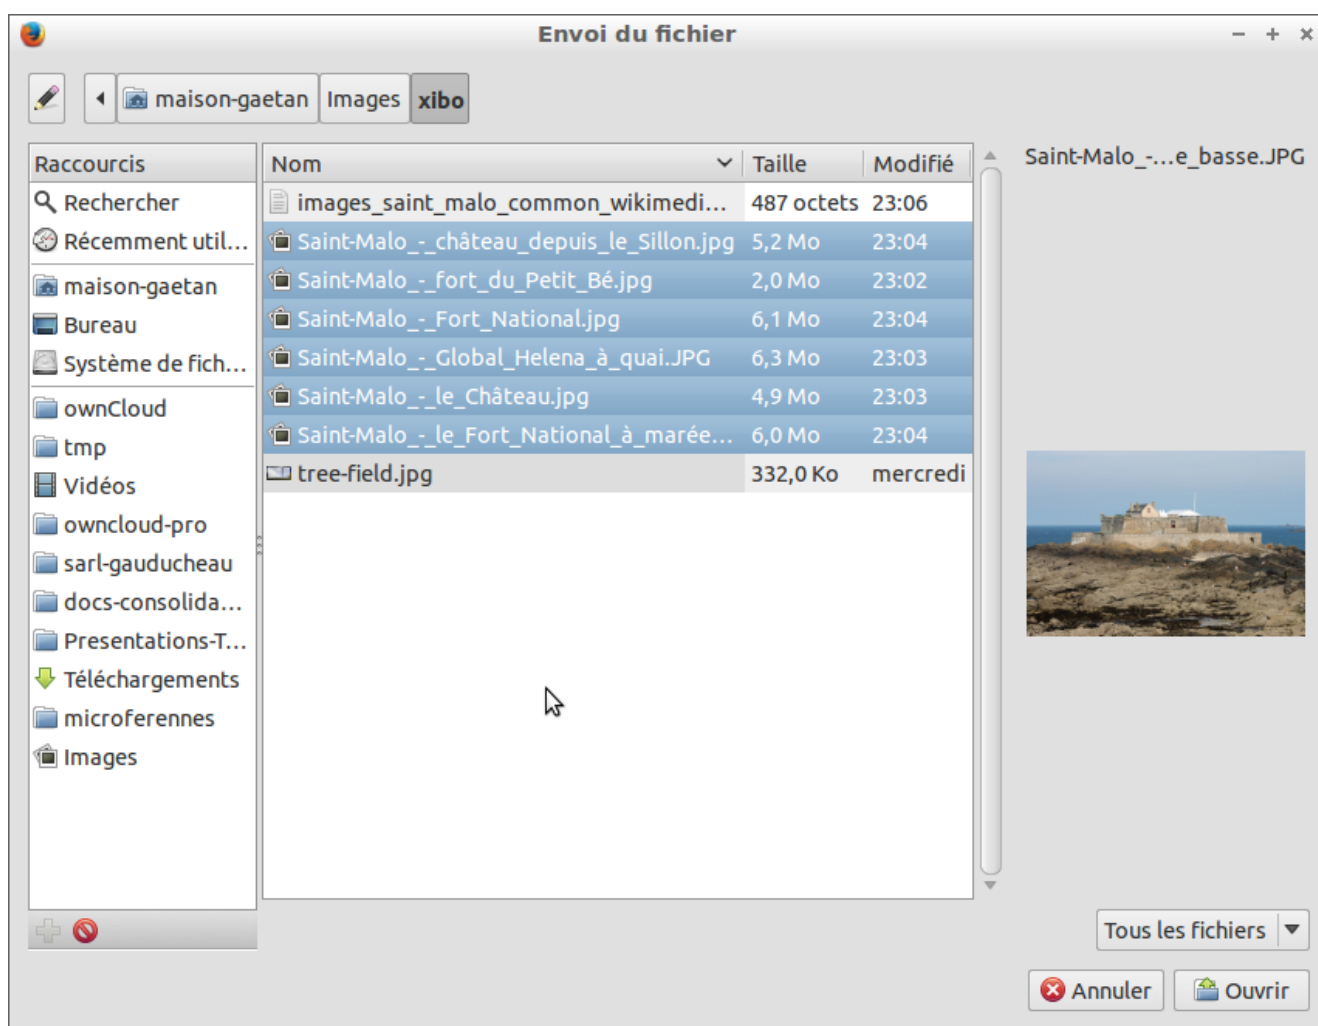 Envoi du fichier
maison-gaetan Images xibo
Raccourcis
Rechercher
Récemment util...
maison-gaetan
Bureau
Système de fich...
ownCloud
tmp
Vidéos
owncloud-pro
sarl-gauducheau
docs-consolida...
Presentations-T...
Téléchargements
microferennes
Images
Nom Taille Modifié
images_saint_malo_common_wikimedi... 487 octets 23:06
Saint-Malo_-_château_depuis_le_Sillon.jpg 5,2 Mo 23:04
Saint-Malo_-_fort_du_Petit_Bé.jpg 2,0 Mo 23:02
Saint-Malo_-_Fort_National.jpg 6,1 Mo 23:04
Saint-Malo_-_Global_Helena_à_quai.JPG 6,3 Mo 23:03
Saint-Malo_-_le_Château.jpg 4,9 Mo 23:03
Saint-Malo_-_le_Fort_National_à_marée... 6,0 Mo 23:04
tree-field.jpg 332,0 Ko mercredi
Saint-Malo_-...e_basse.JPG
Tous les fichiers
Annuler Ouvrir